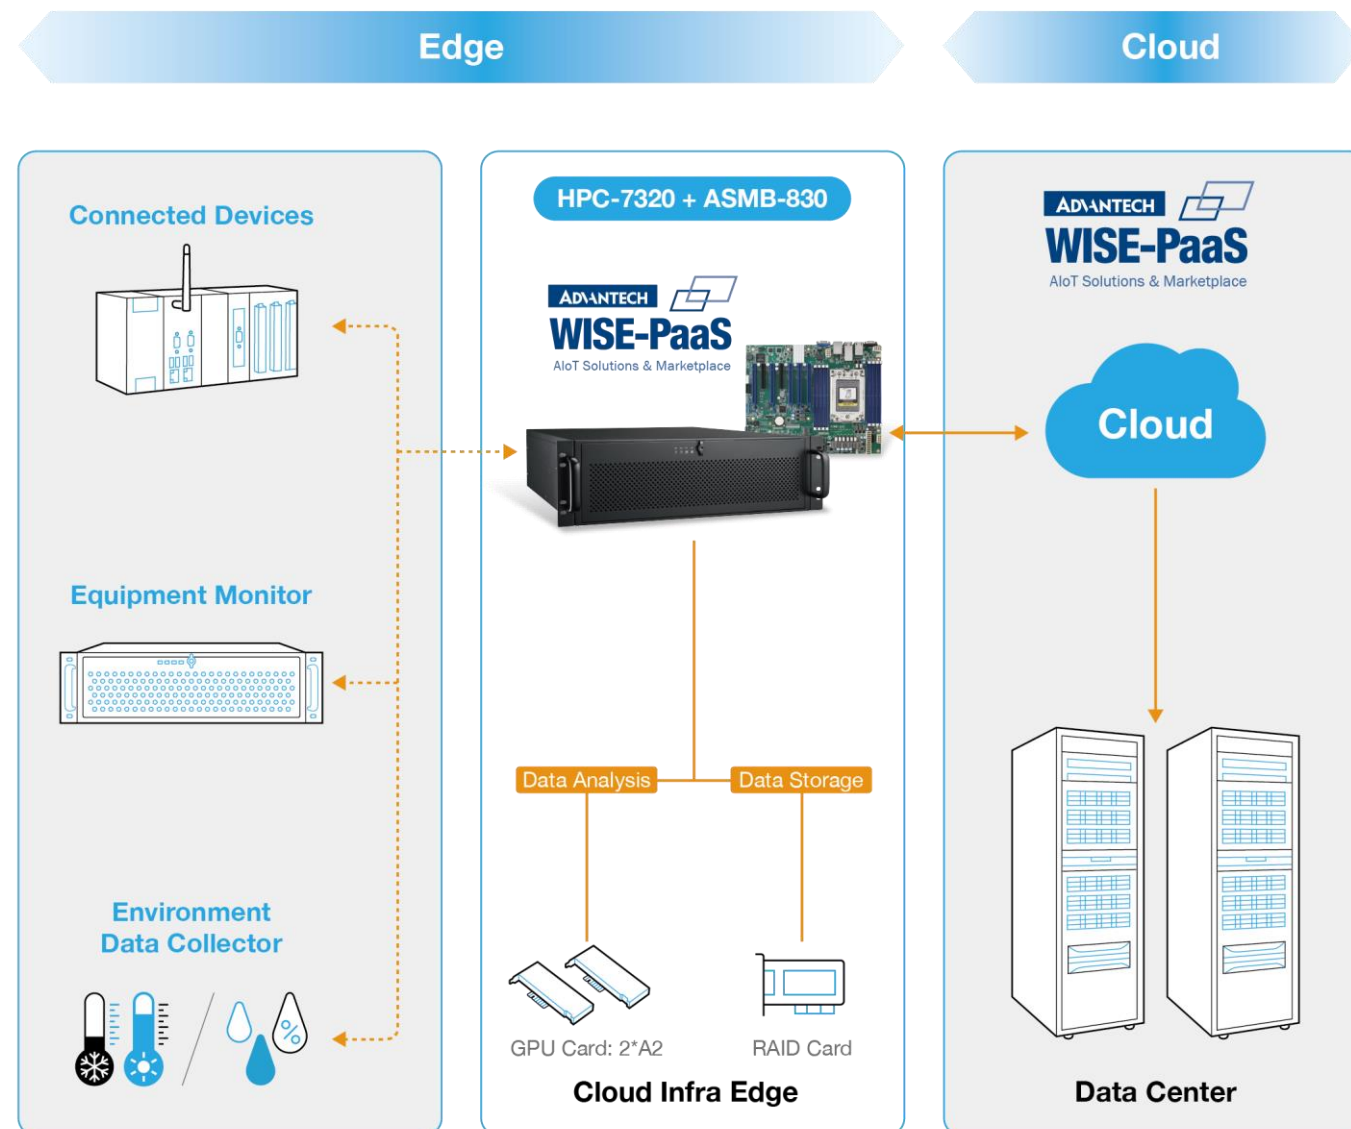 Edge
Cloud
Connected Devices
Equipment Monitor
Environment
Data Collector
HPC-7320 + ASMB-830
ADVANTECH
WISE-PaaS
AIoT Solutions & Marketplace
Data Analysis
Data Storage
GPU Card: 2*A2
RAID Card
Cloud Infra Edge
ADVANTECH
WISE-PaaS
AIoT Solutions & Marketplace
Cloud
Data Center
%